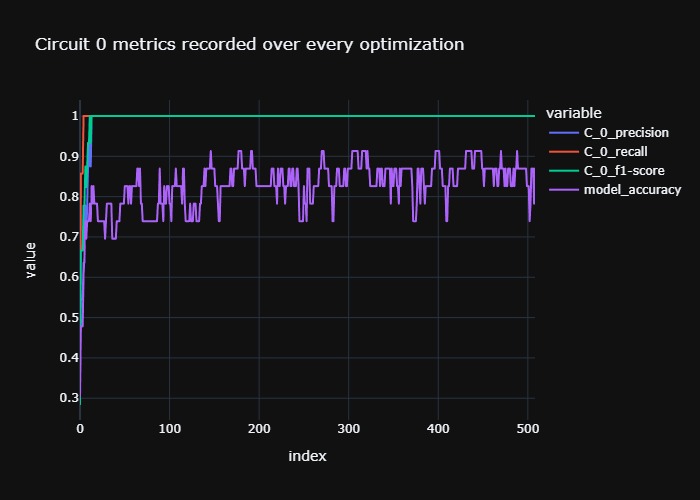 Circuit 0 metrics recorded over every optimization
variable
C_0_precision
C_0_recall
C_0_f1-score
model_accuracy
value
1
0.9
0.8
0.7
0.6
0.5
0.4
0.3
0 100 200 300 400 500
index